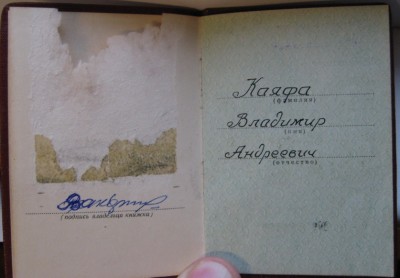 (подпись владельца книжки)
Каяфа
(фамилия)
Владимир
(имя)
Андреевич
(отчество)